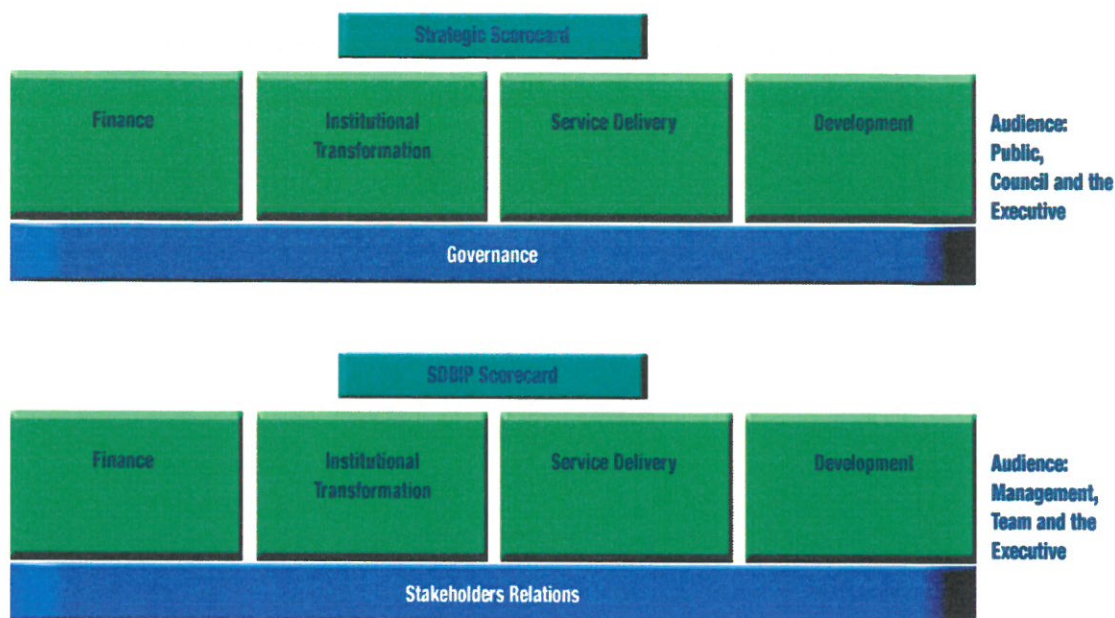 Strategic Scorecard
Finance
Institutional
Transformation
Service Delivery
Development
Audience:
Public,
Council and the
Executive
Governance
SDBIP Scorecard
Finance
Institutional
Transformation
Service Delivery
Development
Audience:
Management,
Team and the
Executive
Stakeholders Relations